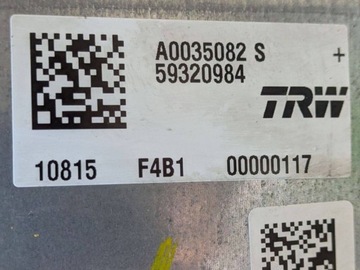 A0035082 S +
59320984
TRW
10815 F4B1 00000117